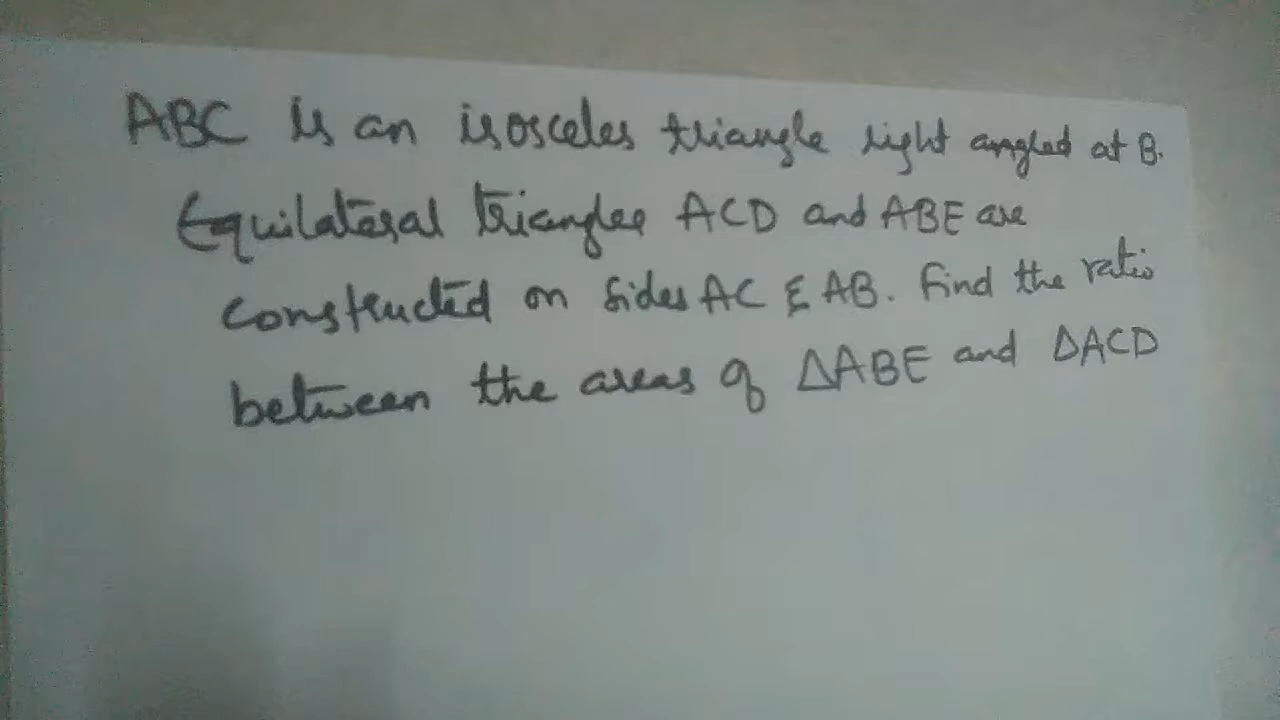 ABC is an isosceles triangle right angled at B.
Equilateral triangles ACD and ABE are
constructed on sides AC & AB. Find the ratio
between the areas of ΔABE and ΔACD